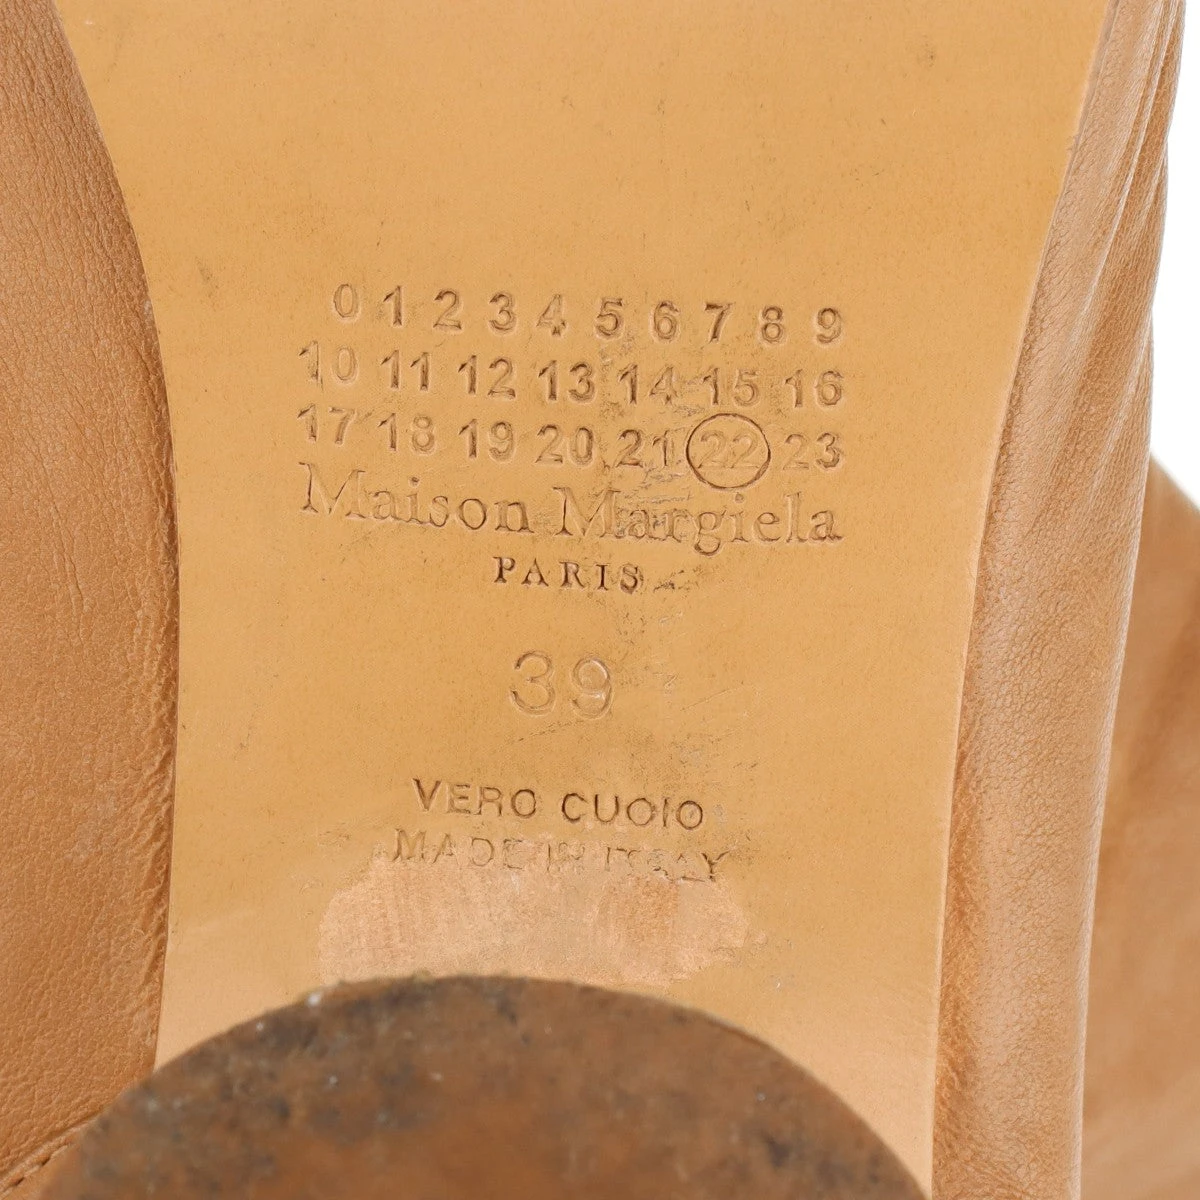 0 1 2 3 4 5 6 7 8 9
10 11 12 13 14 15 16
17 18 19 20 21 22 23
Maison Margiela
PARIS
39
VERO CUOIO
MADE IN ITALY